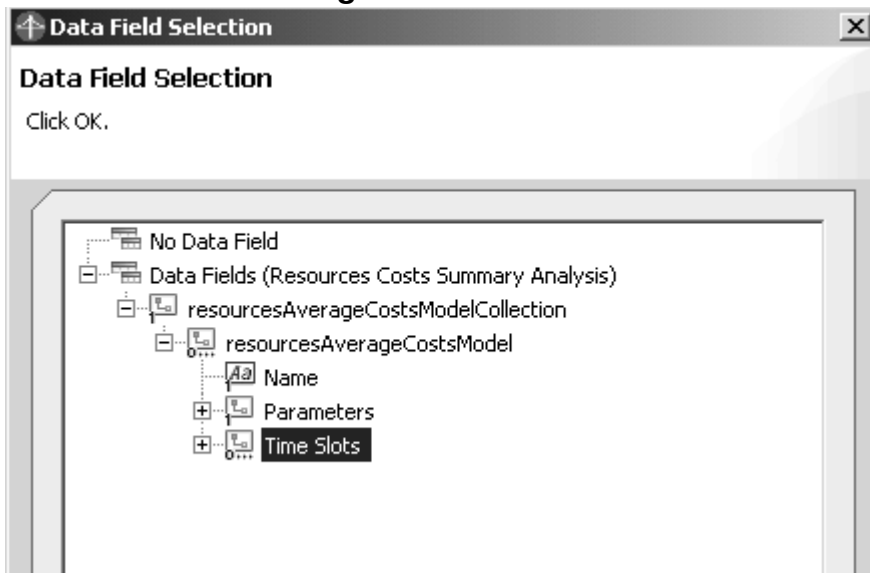 Data Field Selection
Data Field Selection
Click OK.
No Data Field
Data Fields (Resources Costs Summary Analysis)
resourcesAverageCostsModelCollection
resourcesAverageCostsModel
Name
Parameters
Time Slots